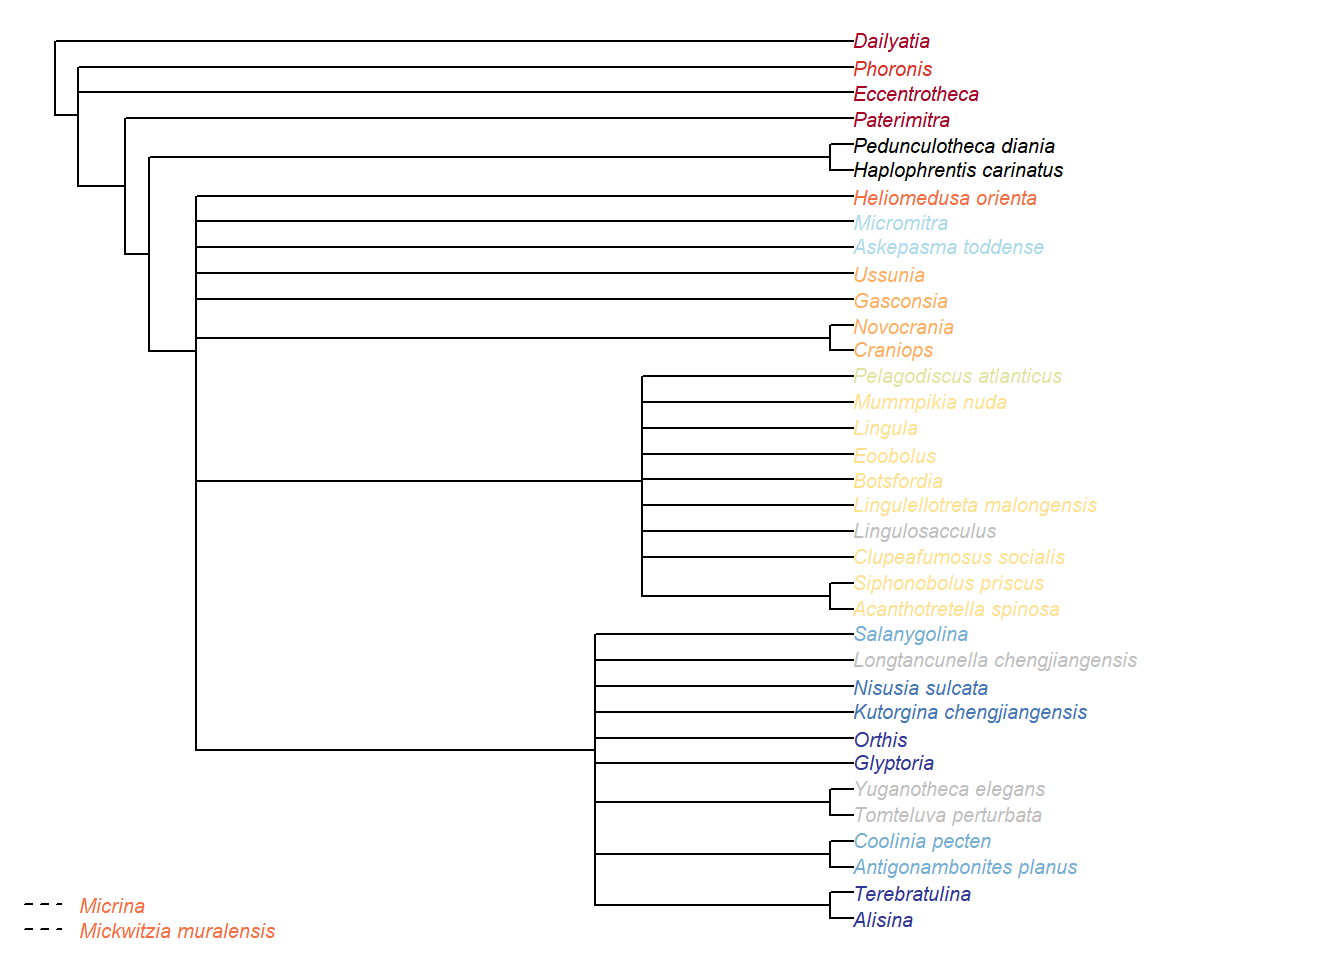 Dailyatia
Phoronis
Eccentrotheca
Paterimitra
Pedunculotheca diania
Haplophrentis carinatus
Heliomedusa orienta
Micromitra
Askepasma toddense
Ussunia
Gasconsia
Novocrania
Craniops
Pelagodiscus atlanticus
Mummpikia nuda
Lingula
Eoobolus
Botsfordia
Lingulellotreta malongensis
Lingulosacculus
Clupeafumosus socialis
Siphonobolus priscus
Acanthotretella spinosa
Salanygolina
Longtancunella chengjiangensis
Nisusia sulcata
Kutorgina chengjiangensis
Orthis
Glyptoria
Yuganotheca elegans
Tomteluva perturbata
Coolinia pecten
Antigonambonites planus
Terebratulina
Alisina
Micrina
Mickwitzia muralensis